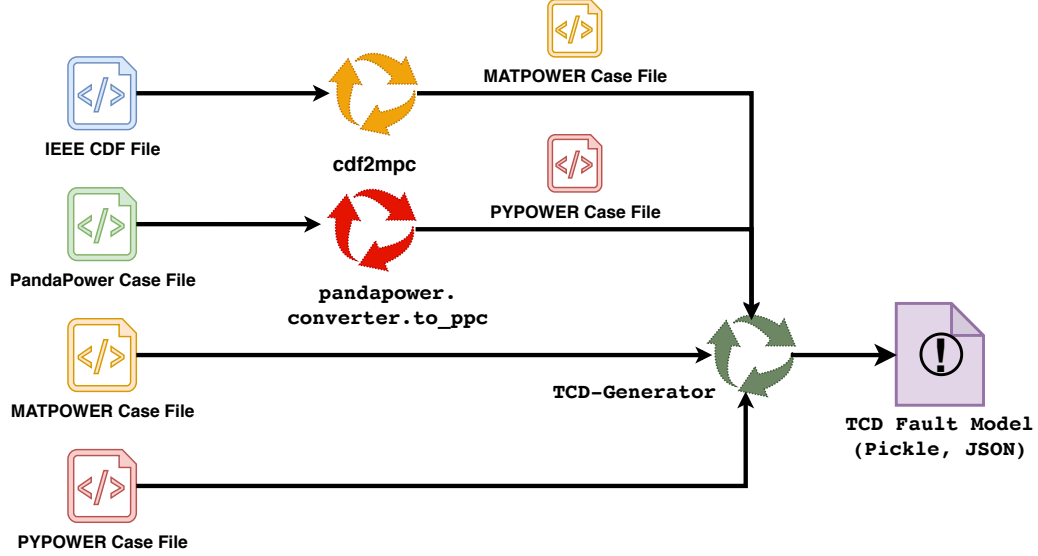 MATPOWER Case File
IEEE CDF File
cdf2mpc
PYPOWER Case File
PandaPower Case File
pandapower.
converter.to_ppc
MATPOWER Case File
TCD-Generator
TCD Fault Model
(Pickle, JSON)
PYPOWER Case File